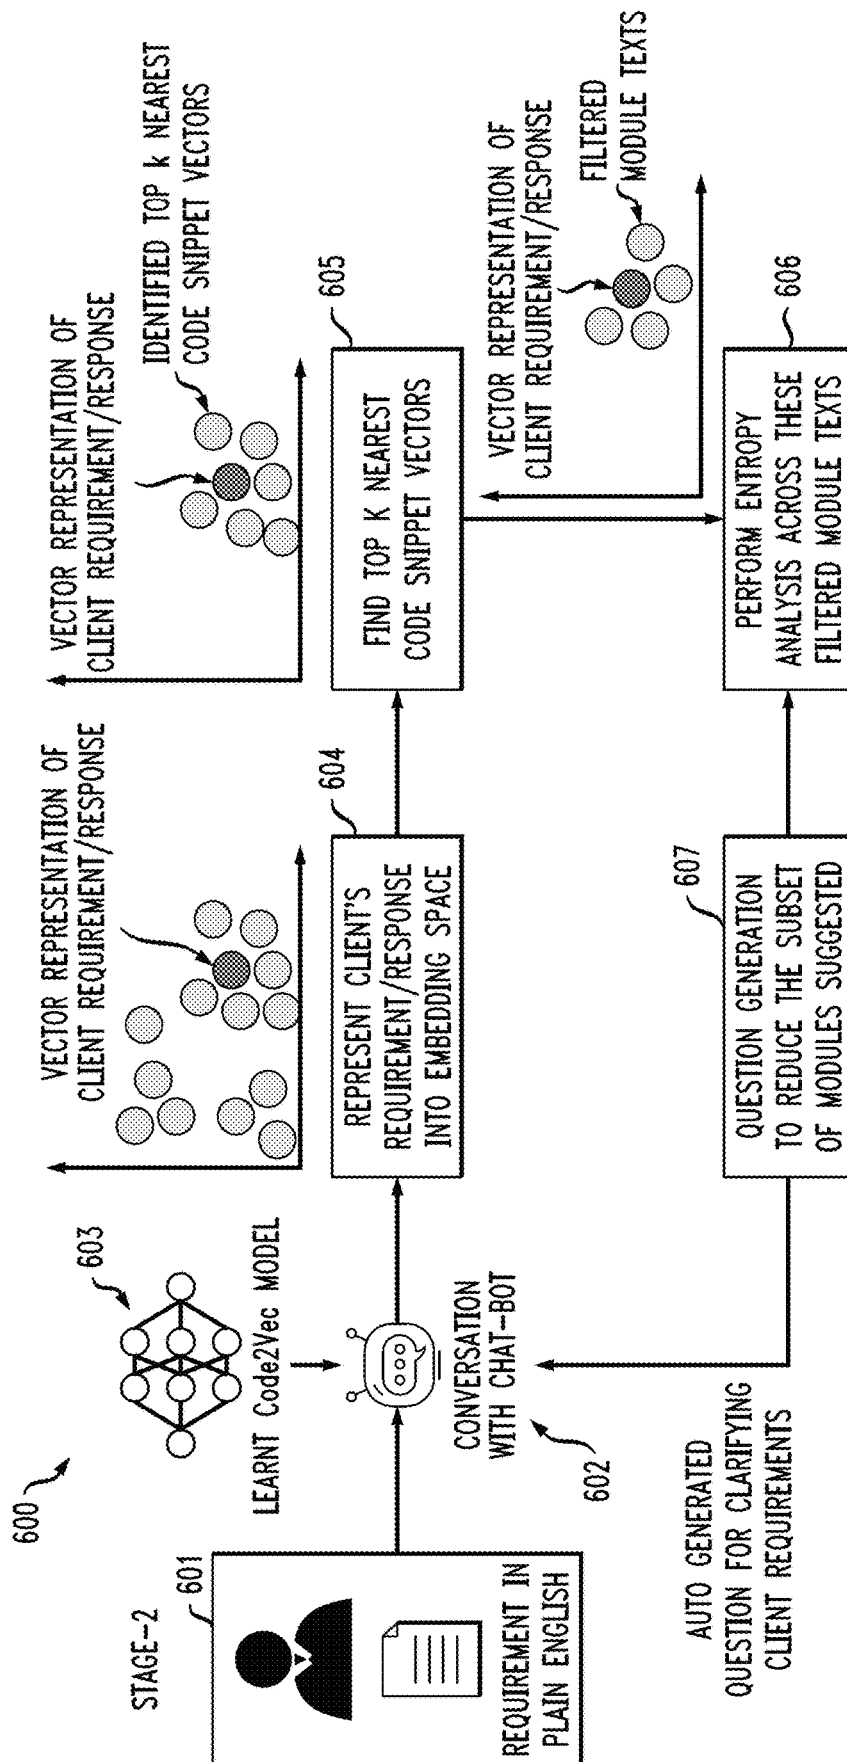 600
STAGE-2
601
REQUIREMENT IN
PLAIN ENGLISH
603
LEARNT Code2Vec MODEL
CONVERSATION
WITH CHAT-BOT
602
AUTO GENERATED
QUESTION FOR CLARIFYING
CLIENT REQUIREMENTS
VECTOR REPRESENTATION OF
CLIENT REQUIREMENT/RESPONSE
604
REPRESENT CLIENT'S
REQUIREMENT/RESPONSE
INTO EMBEDDING SPACE
607
QUESTION GENERATION
TO REDUCE THE SUBSET
OF MODULES SUGGESTED
VECTOR REPRESENTATION OF
CLIENT REQUIREMENT/RESPONSE
IDENTIFIED TOP k NEAREST
CODE SNIPPET VECTORS
605
FIND TOP K NEAREST
CODE SNIPPET VECTORS
VECTOR REPRESENTATION OF
CLIENT REQUIREMENT/RESPONSE
FILTERED
MODULE TEXTS
606
PERFORM ENTROPY
ANALYSIS ACROSS THESE
FILTERED MODULE TEXTS